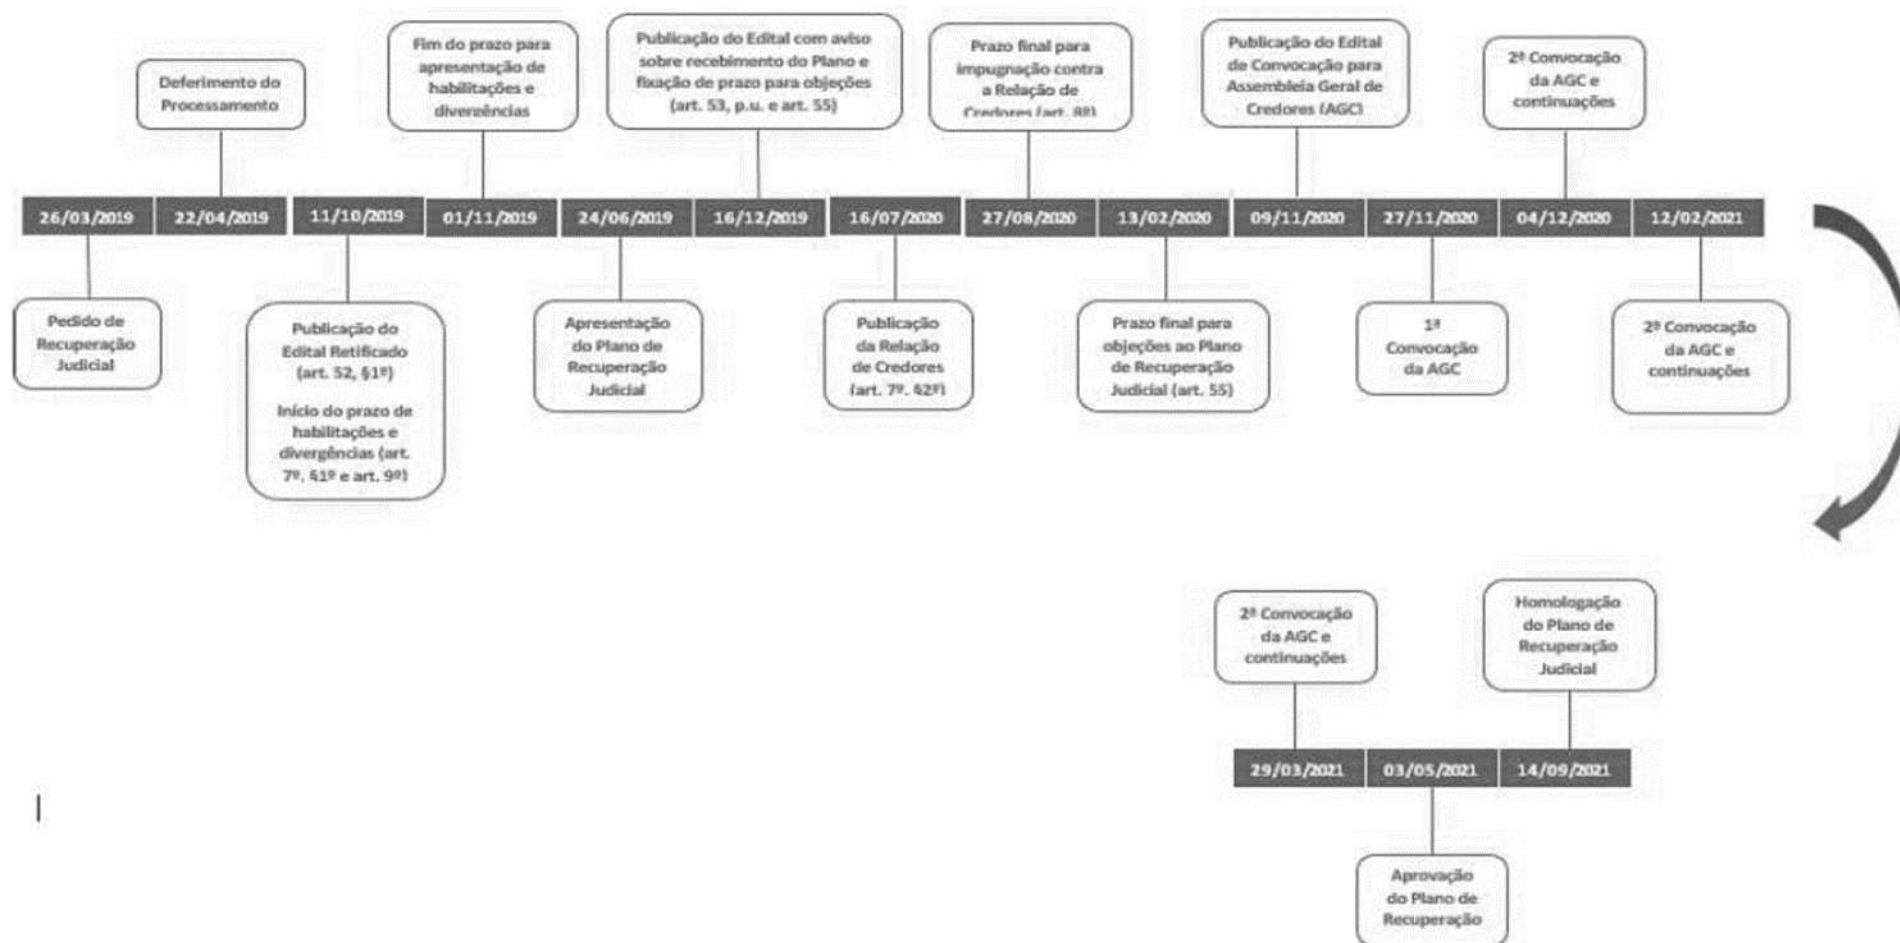 Deferimento do
Processamento
Fim do prazo para
apresentação de
habilitações e
divergências
Publicação do Edital com aviso
sobre recebimento do Plano e
fixação de prazo para objeções
(art. 53, p.u. e art. 55)
Prazo final para
impugnação contra
a Relação de
Credores (art. 8º)
Publicação do Edital
de Convocação para
Assembleia Geral de
Credores (AGC)
2ª Convocação
da AGC e
continuações
26/03/2019
22/04/2019
11/10/2019
01/11/2019
24/06/2019
16/12/2019
16/07/2020
27/08/2020
13/02/2020
09/11/2020
27/11/2020
04/12/2020
12/02/2021
Pedido de
Recuperação
Judicial
Publicação do
Edital Retificado
(art. 52, §1º)
Início do prazo de
habilitações e
divergências (art.
7º, §1º e art. 9º)
Apresentação
do Plano de
Recuperação
Judicial
Publicação
da Relação
de Credores
(art. 7º, §2º)
Prazo final para
objeções ao Plano
de Recuperação
Judicial (art. 55)
1ª
Convocação
da AGC
2ª Convocação
da AGC e
continuações
2ª Convocação
da AGC e
continuações
Homologação
do Plano de
Recuperação
Judicial
29/03/2021
03/05/2021
14/09/2021
Aprovação
do Plano de
Recuperação